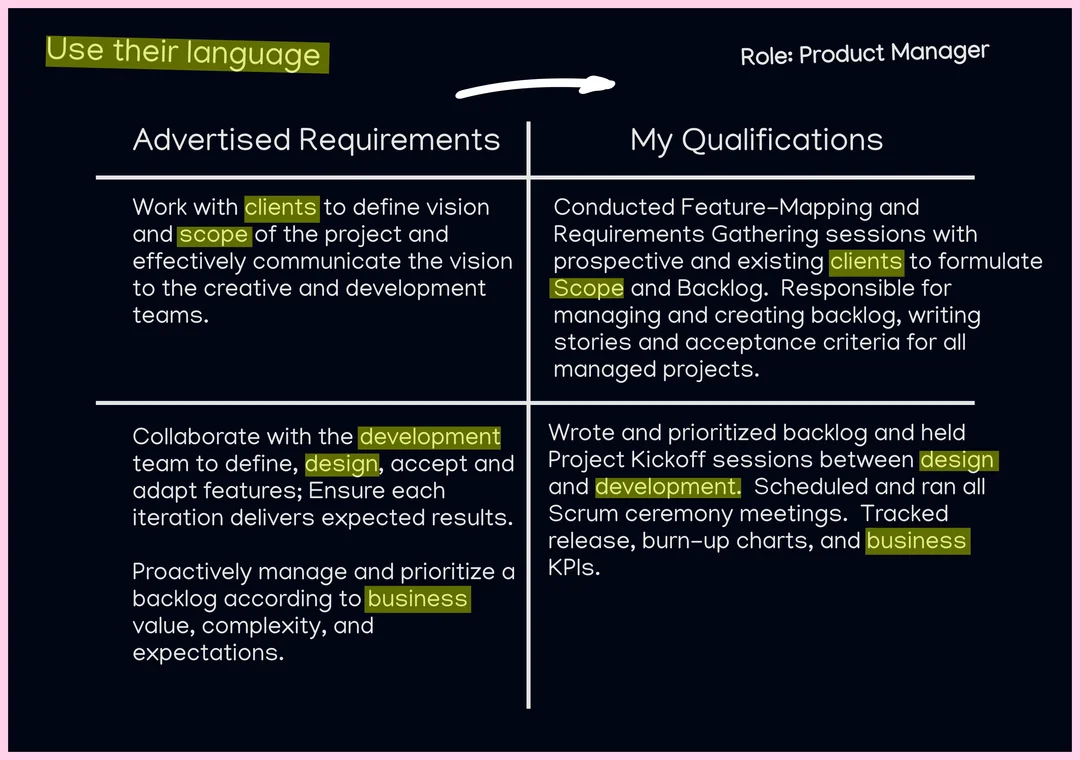 Use their language
Role: Product Manager
Advertised Requirements
My Qualifications
Work with clients to define vision
and scope of the project and
effectively communicate the vision
to the creative and development
teams.
Conducted Feature-Mapping and
Requirements Gathering sessions with
prospective and existing clients to formulate
Scope and Backlog. Responsible for
managing and creating backlog, writing
stories and acceptance criteria for all
managed projects.
Collaborate with the development
team to define, design, accept and
adapt features; Ensure each
iteration delivers expected results.
Proactively manage and prioritize a
backlog according to business
value, complexity, and
expectations.
Wrote and prioritized backlog and held
Project Kickoff sessions between design
and development. Scheduled and ran all
Scrum ceremony meetings. Tracked
release, burn-up charts, and business
KPIs.